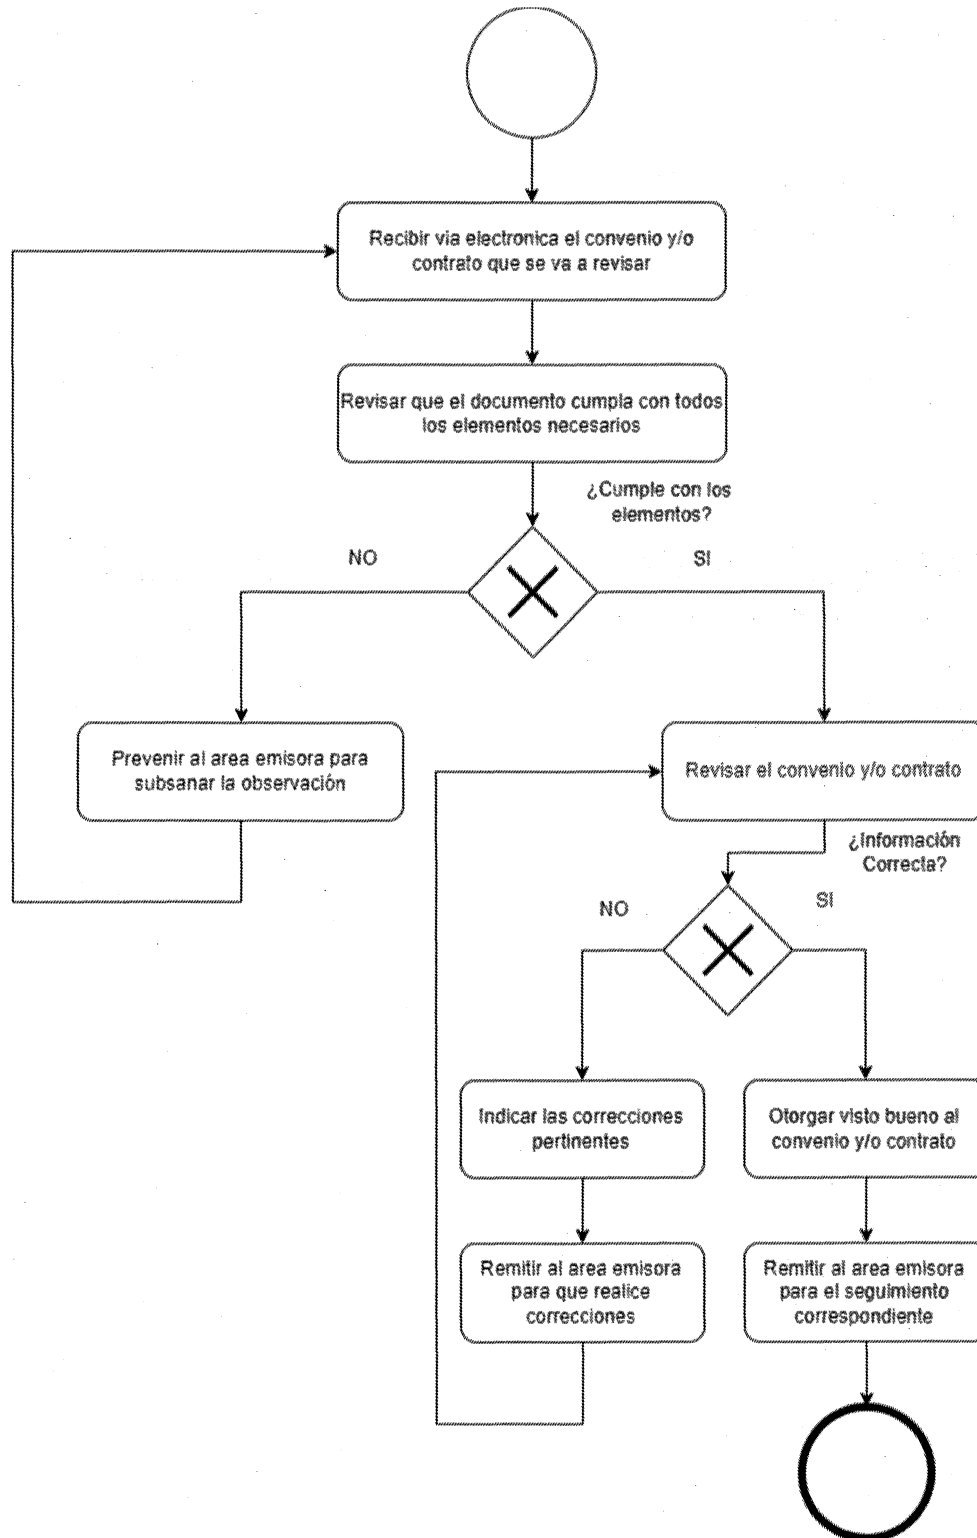 Recibir via electronica el convenio y/o
contrato que se va a revisar
Revisar que el documento cumpla con todos
los elementos necesarios
¿Cumple con los
elementos?
NO
SI
Prevenir al area emisora para
subsanar la observación
Revisar el convenio y/o contrato
¿Información
Correcta?
NO
SI
Indicar las correcciones
pertinentes
Otorgar visto bueno al
convenio y/o contrato
Remitir al area emisora
para que realice
correcciones
Remitir al area emisora
para el seguimiento
correspondiente